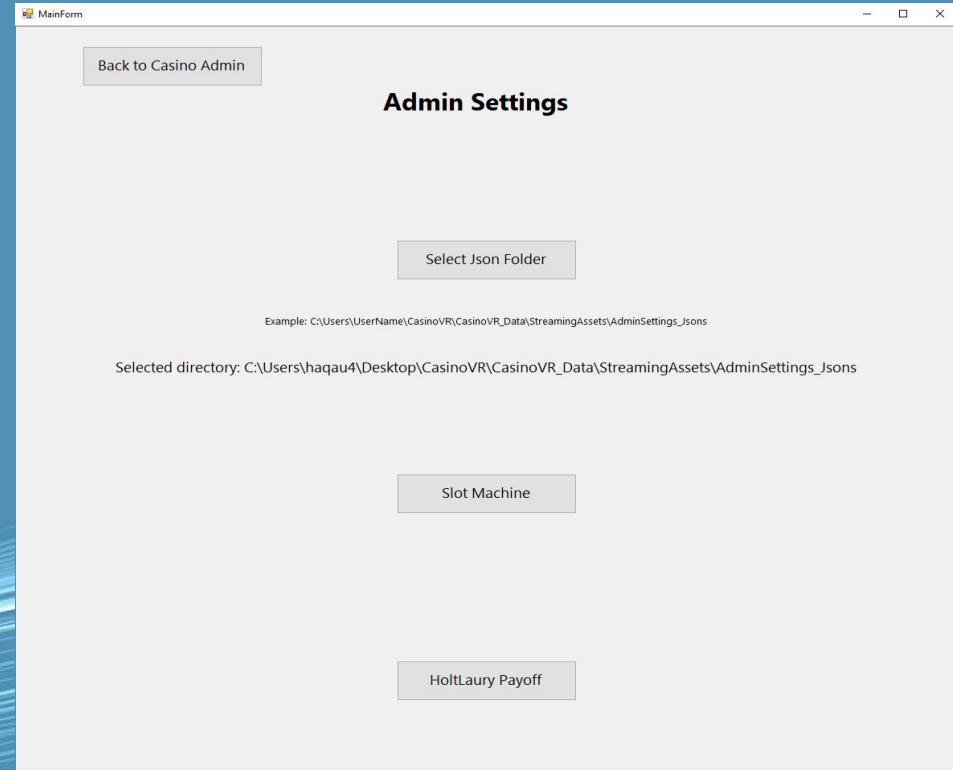 MainForm
Back to Casino Admin
Admin Settings
Select Json Folder
Example: C:\Users\UserName\CasinoVR\CasinoVR_Data\StreamingAssets\AdminSettings_Jsons
Selected directory: C:\Users\haqau4\Desktop\CasinoVR\CasinoVR_Data\StreamingAssets\AdminSettings_Jsons
Slot Machine
HoltLaury Payoff